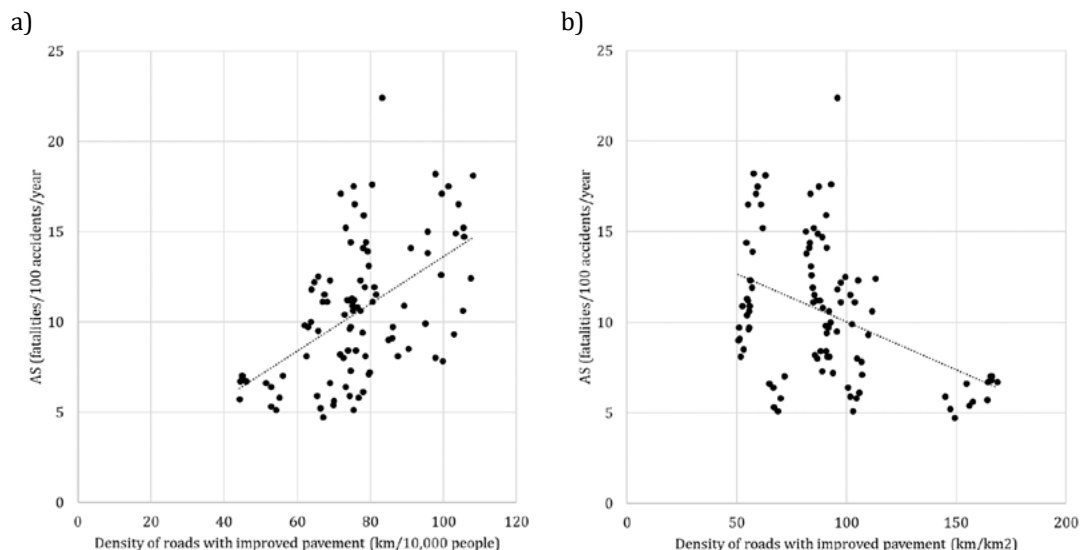 a)
25
20
15
10
5
0
AS (fatalities/100 accidents/year
0 20 40 60 80 100 120
Density of roads with improved pavement (km/10,000 people)
b)
25
20
15
10
5
0
AS (fatalities/100 accidents/year
0 50 100 150 200
Density of roads with improved pavement (km/km2)